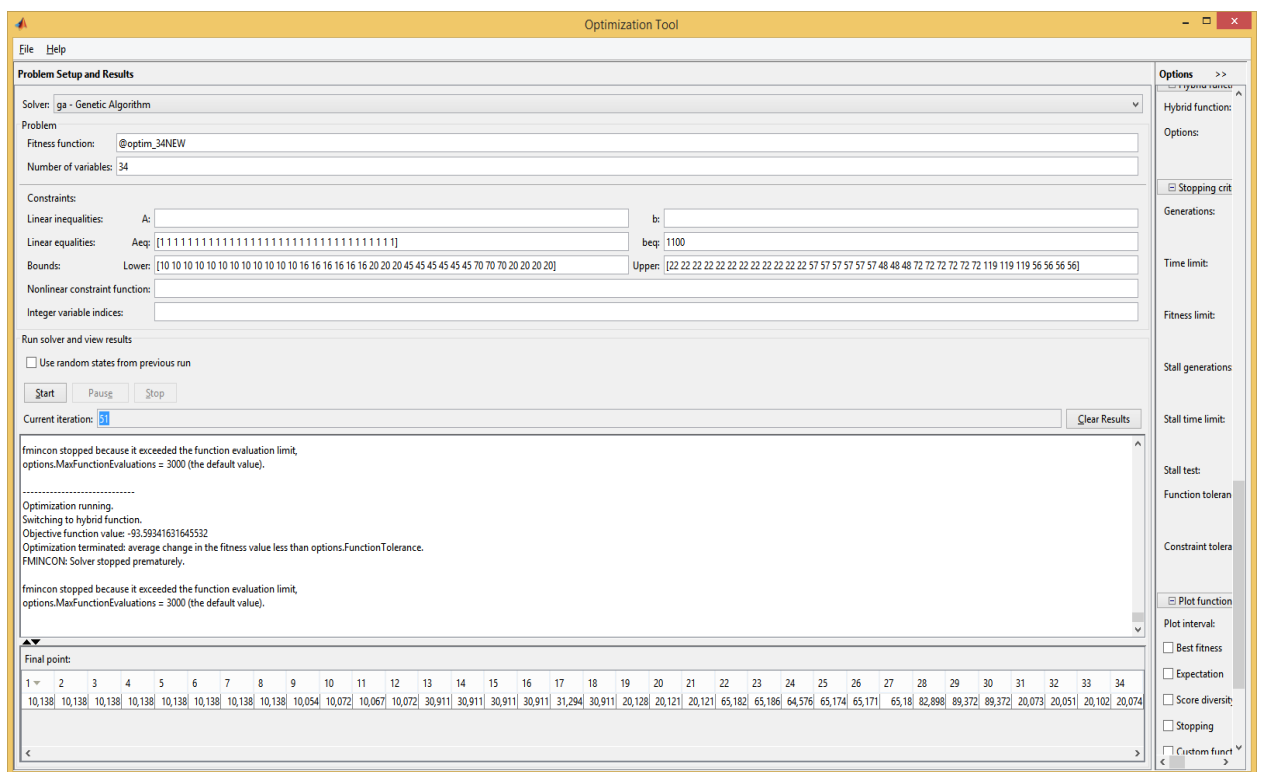 Optimization Tool
File Help
Problem Setup and Results
Solver: ga - Genetic Algorithm
Problem
Fitness function: @optim_34NEW
Number of variables: 34
Constraints:
Linear inequalities: A: b:
Linear equalities: Aeq: [1 1 1 1 1 1 1 1 1 1 1 1 1 1 1 1 1 1 1 1 1 1 1 1 1 1 1 1 1 1 1 1 1 1] beq: 1100
Bounds: Lower: [10 10 10 10 10 10 10 10 10 10 10 10 16 16 16 16 16 16 20 20 20 45 45 45 45 45 45 70 70 70 20 20 20 20] Upper: [22 22 22 22 22 22 22 22 22 22 22 22 57 57 57 57 57 57 48 48 48 72 72 72 72 72 72 119 119 119 56 56 56 56]
Nonlinear constraint function:
Integer variable indices:
Run solver and view results
Use random states from previous run
Start Pause Stop
Current iteration: 51 Clear Results
fmincon stopped because it exceeded the function evaluation limit,
options.MaxFunctionEvaluations = 3000 (the default value).
----------------------------
Optimization running.
Switching to hybrid function.
Objective function value: -93.59341631645532
Optimization terminated: average change in the fitness value less than options.FunctionTolerance.
FMINCON: Solver stopped prematurely.
fmincon stopped because it exceeded the function evaluation limit,
options.MaxFunctionEvaluations = 3000 (the default value).
Final point:
1 2 3 4 5 6 7 8 9 10 11 12 13 14 15 16 17 18 19 20 21 22 23 24 25 26 27 28 29 30 31 32 33 34
10,138 10,138 10,138 10,138 10,138 10,138 10,138 10,138 10,054 10,072 10,067 10,072 30,911 30,911 30,911 30,911 31,294 30,911 20,128 20,121 20,121 65,182 65,186 64,576 65,174 65,171 65,18 82,898 89,372 89,372 20,073 20,051 20,102 20,074
Options >>
Hybrid function:
Options:
Stopping crit
Generations:
Time limit:
Fitness limit:
Stall generations
Stall time limit:
Stall test:
Function toleran
Constraint tolera
Plot function
Plot interval:
Best fitness
Expectation
Score diversity
Stopping
Custom funct